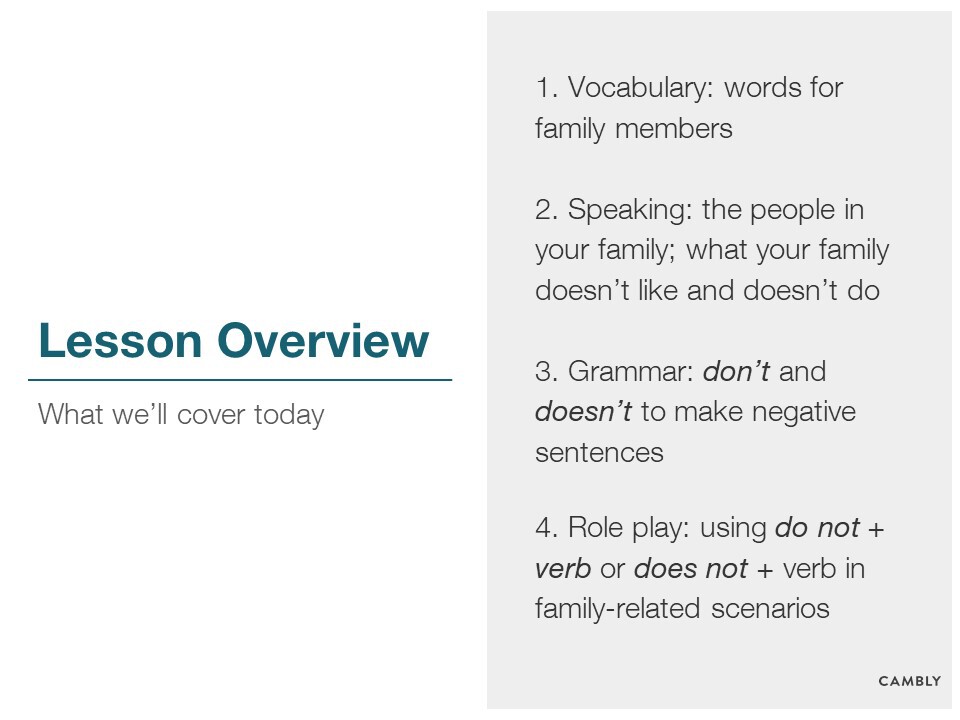 Lesson Overview
What we’ll cover today
1. Vocabulary: words for
family members
2. Speaking: the people in
your family; what your family
doesn’t like and doesn’t do
3. Grammar: don’t and
doesn’t to make negative
sentences
4. Role play: using do not +
verb or does not + verb in
family-related scenarios
CAMBLY